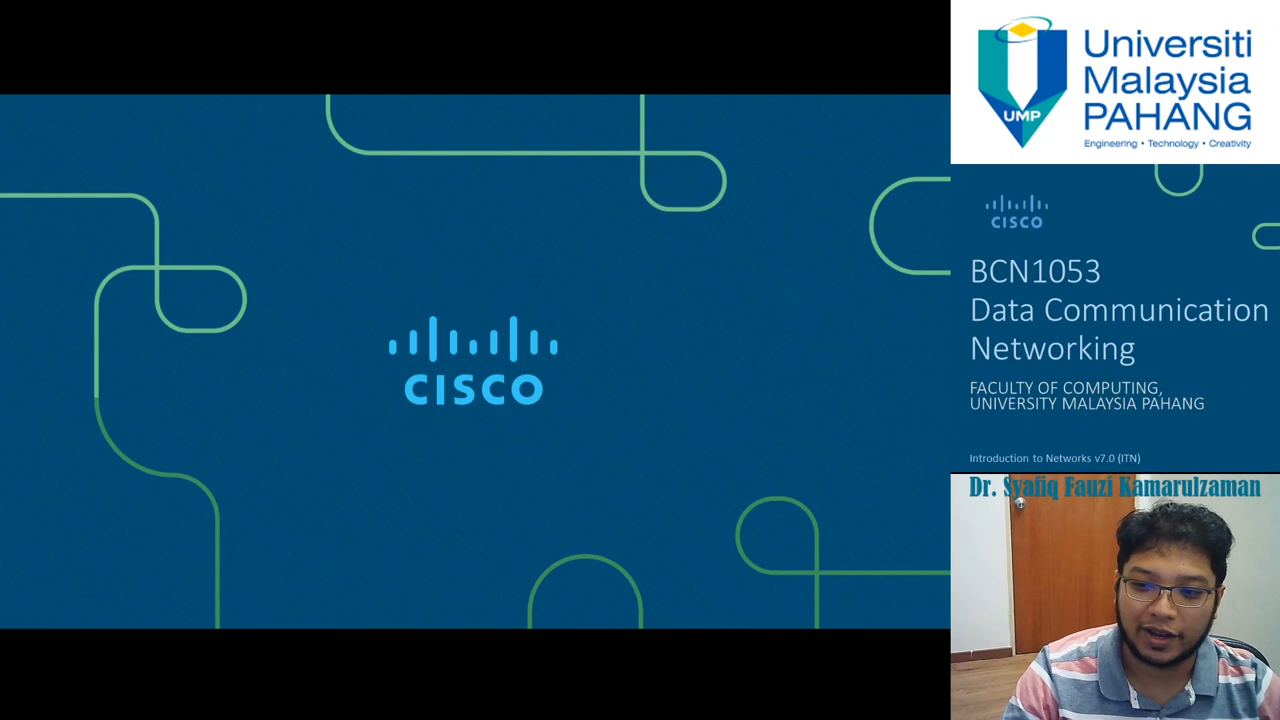 CISCO
UMP
Universiti
Malaysia
PAHANG
Engineering • Technology • Creativity
CISCO
BCN1053
Data Communication
Networking
FACULTY OF COMPUTING,
UNIVERSITY MALAYSIA PAHANG
Introduction to Networks v7.0 (ITN)
Dr. Syafiq Fauzi Kamarulzaman